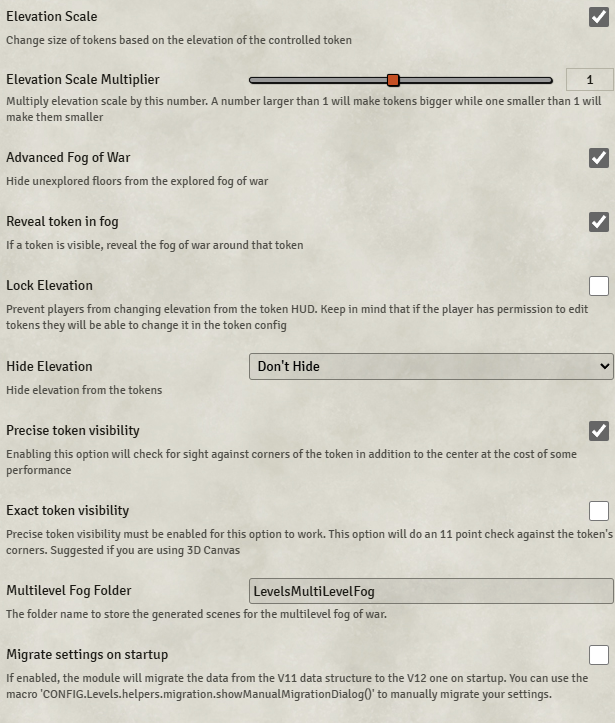 Elevation Scale
Change size of tokens based on the elevation of the controlled token
Elevation Scale Multiplier
1
Multiply elevation scale by this number. A number larger than 1 will make tokens bigger while one smaller than 1 will
make them smaller
Advanced Fog of War
Hide unexplored floors from the explored fog of war
Reveal token in fog
If a token is visible, reveal the fog of war around that token
Lock Elevation
Prevent players from changing elevation from the token HUD. Keep in mind that if the player has permission to edit
tokens they will be able to change it in the token config
Hide Elevation
Don't Hide
Hide elevation from the tokens
Precise token visibility
Enabling this option will check for sight against corners of the token in addition to the center at the cost of some
performance
Exact token visibility
Precise token visibility must be enabled for this option to work. This option will do an 11 point check against the token's
corners. Suggested if you are using 3D Canvas
Multilevel Fog Folder
LevelsMultiLevelFog
The folder name to store the generated scenes for the multilevel fog of war.
Migrate settings on startup
If enabled, the module will migrate the data from the V11 data structure to the V12 one on startup. You can use the
macro 'CONFIG.Levels.helpers.migration.showManualMigrationDialog()' to manually migrate your settings.